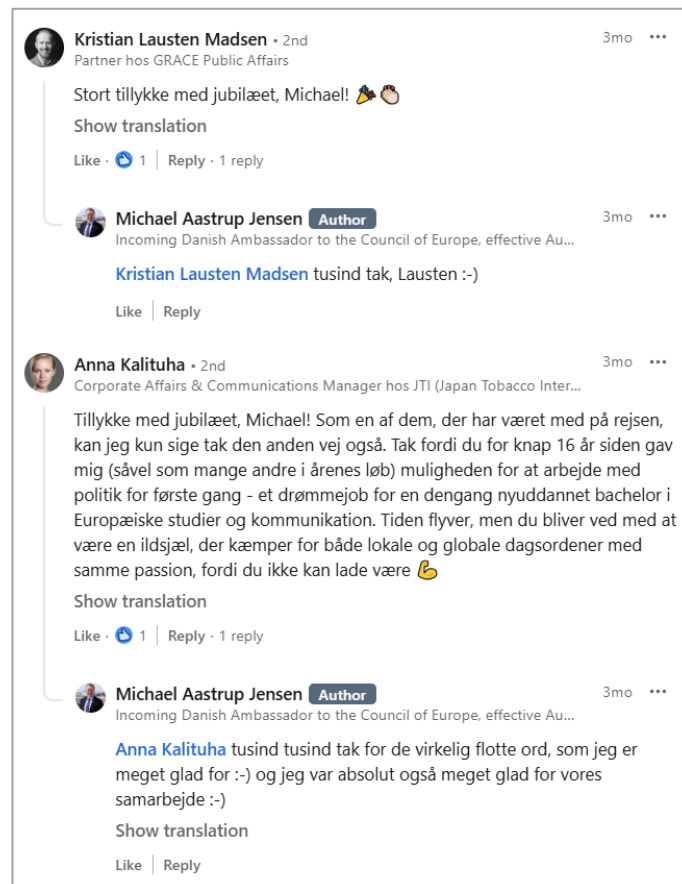 Kristian Lausten Madsen • 2nd
3mo •••
Partner hos GRACE Public Affairs
Stort tillykke med jubilæet, Michael! 🎉👏🏻
Show translation
Like · 1 | Reply · 1 reply
Michael Aastrup Jensen Author
3mo •••
Incoming Danish Ambassador to the Council of Europe, effective Au...
Kristian Lausten Madsen tusind tak, Lausten :-)
Like | Reply
Anna Kalituha • 2nd
3mo •••
Corporate Affairs & Communications Manager hos JTI (Japan Tobacco Inter...
Tillykke med jubilæet, Michael! Som en af dem, der har været med på rejsen,
kan jeg kun sige tak den anden vej også. Tak fordi du for knap 16 år siden gav
mig (såvel som mange andre i årenes løb) muligheden for at arbejde med
politik for første gang - et drømmejob for en dengang nyuddannet bachelor i
Europæiske studier og kommunikation. Tiden flyver, men du bliver ved med at
være en ildsjæl, der kæmper for både lokale og globale dagsordener med
samme passion, fordi du ikke kan lade være 💪
Show translation
Like · 1 | Reply · 1 reply
Michael Aastrup Jensen Author
3mo •••
Incoming Danish Ambassador to the Council of Europe, effective Au...
Anna Kalituha tusind tusind tak for de virkelig flotte ord, som jeg er
meget glad for :-) og jeg var absolut også meget glad for vores
samarbejde :-)
Show translation
Like | Reply